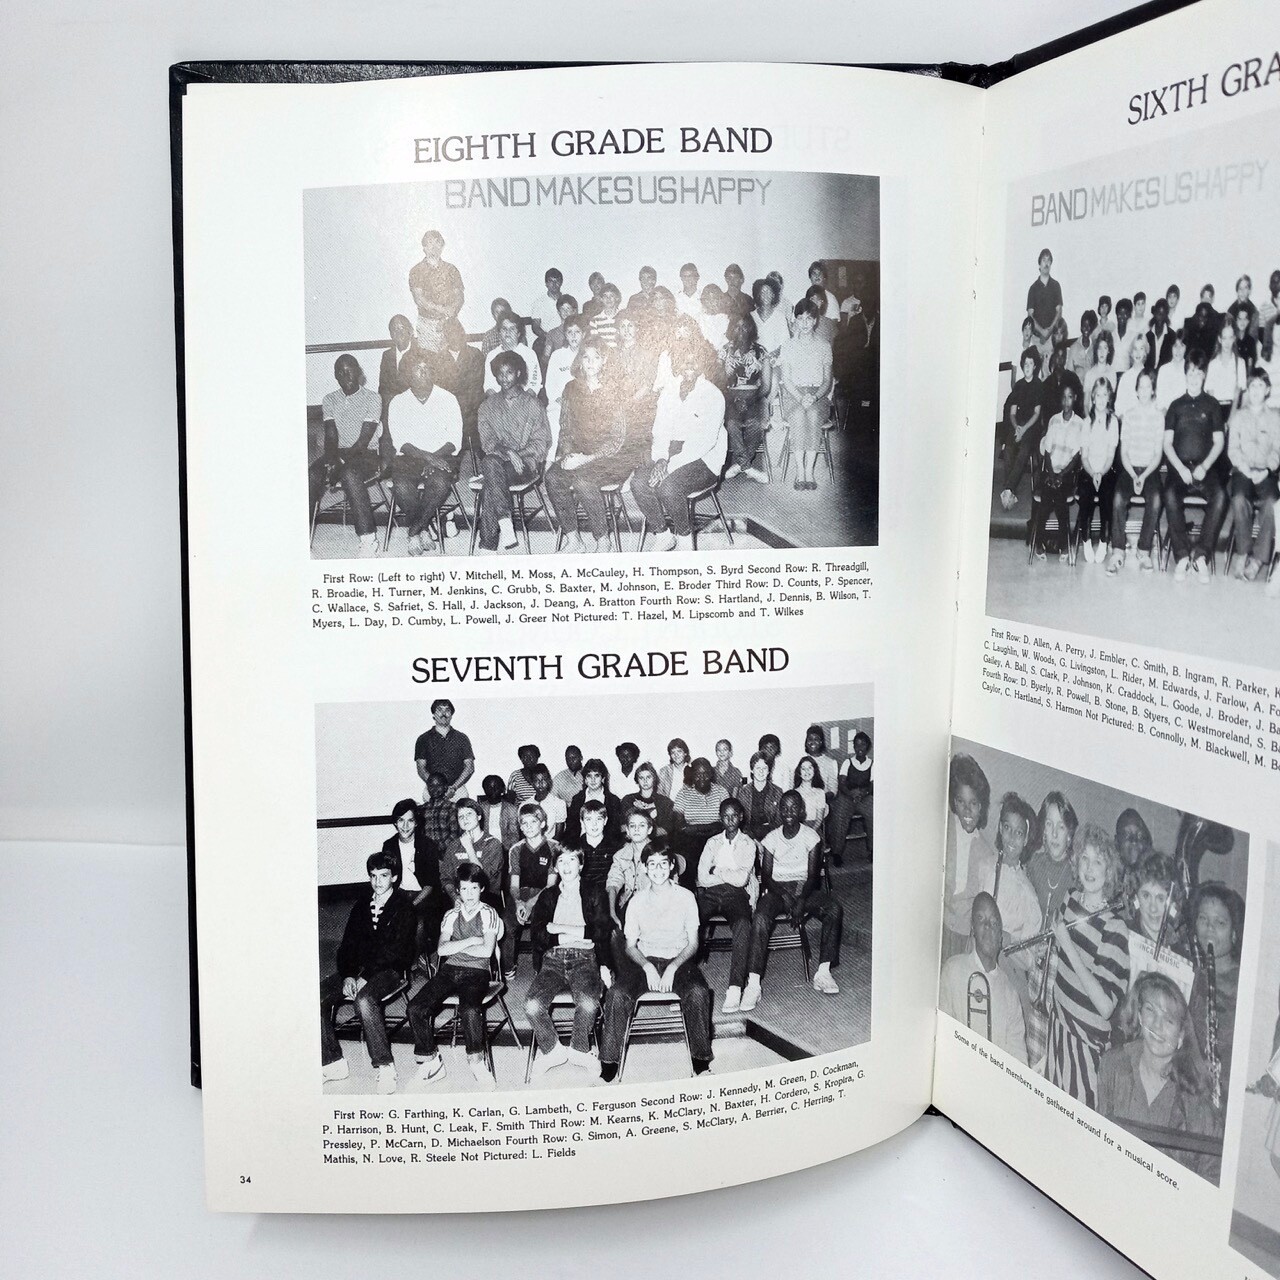 EIGHTH GRADE BAND
BAND MAKES US HAPPY
First Row: (Left to right) V. Mitchell, M. Moss, A. McCauley, H. Thompson, S. Byrd Second Row: R. Threadgill,
R. Broadie, H. Turner, M. Jenkins, C. Grubb, S. Baxter, M. Johnson, E. Broder Third Row: D. Counts, P. Spencer,
C. Wallace, S. Safriet, S. Hall, J. Jackson, J. Deang, A. Bratton Fourth Row: S. Hartland, J. Dennis, B. Wilson, T.
Myers, L. Day, D. Cumby, L. Powell, J. Greer Not Pictured: T. Hazel, M. Lipscomb and T. Wilkes
SEVENTH GRADE BAND
First Row: G. Farthing, K. Carlan, G. Lambeth, C. Ferguson Second Row: J. Kennedy, M. Green, D. Cockman,
P. Harrison, B. Hunt, C. Leak, F. Smith Third Row: M. Kearns, K. McClary, N. Baxter, H. Cordero, S. Kropira, G.
Pressley, P. McCarn, D. Michaelson Fourth Row: G. Simon, A. Greene, S. McClary, A. Berrier, C. Herring, T.
Mathis, N. Love, R. Steele Not Pictured: L. Fields
34
SIXTH GRA
BAND MAKES US HAPPY
First Row: D. Allen, A. Perry, J. Embler, C. Smith, B. Ingram, R. Parker, K
C. Laughlin, W. Woods, G. Livingston, L. Rider, M. Edwards, J. Farlow, A. Fo
Gailey, A. Ball, S. Clark, P. Johnson, K. Craddock, L. Goode, J. Broder, J. Ba
Fourth Row: D. Byerly, R. Powell, B. Stone, B. Styers, C. Westmoreland, S. Ba
Caylor, C. Hartland, S. Harmon Not Pictured: B. Connolly, M. Blackwell, M. Be
MUSIC
Some of the band members are gathered around for a musical score.